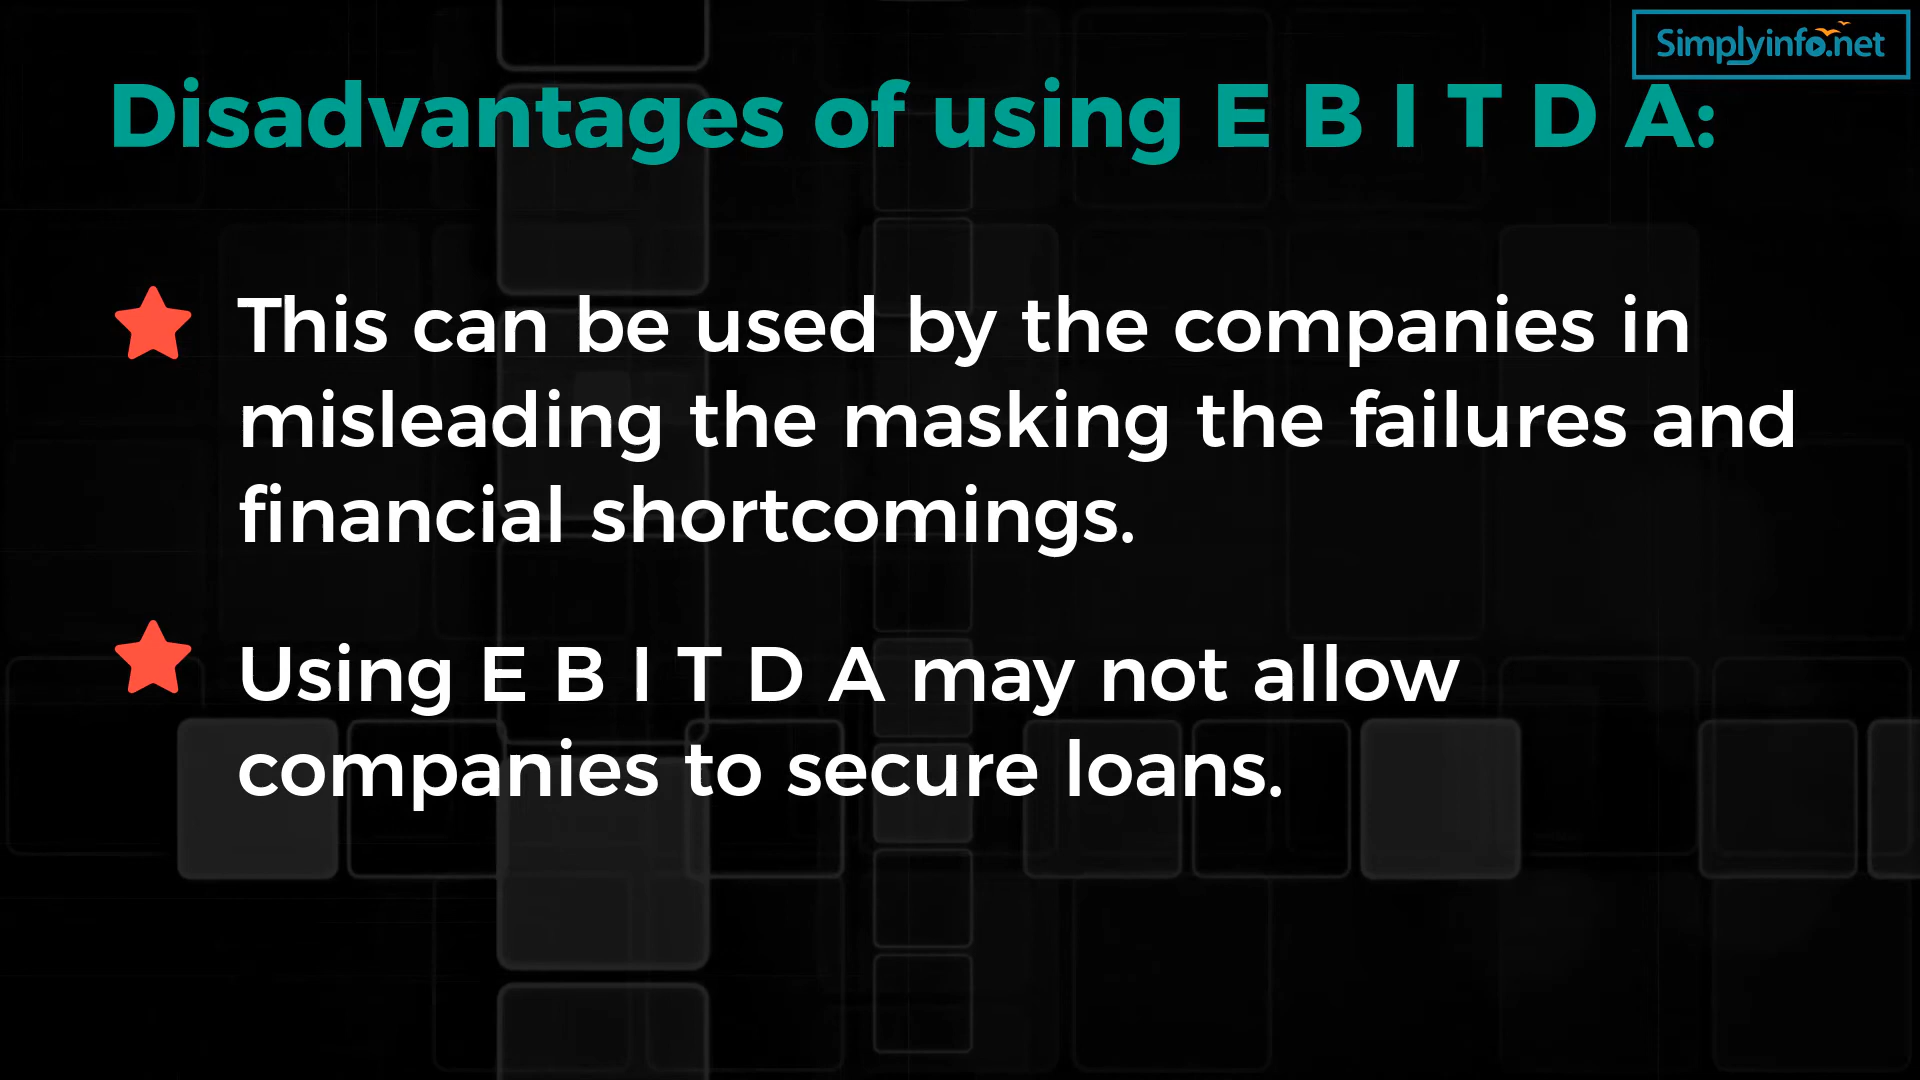 Simplyinfo.net
Disadvantages of using E B I T D A:
This can be used by the companies in
misleading the masking the failures and
financial shortcomings.
Using E B I T D A may not allow
companies to secure loans.